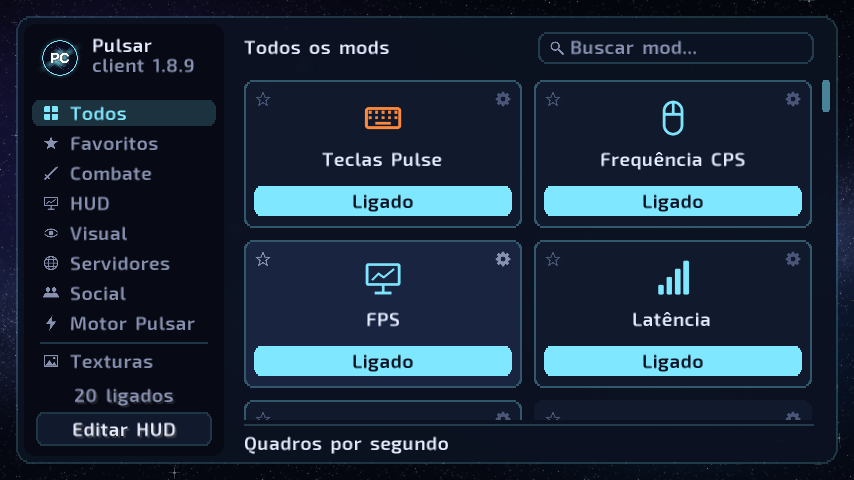 PC
Pulsar
client 1.8.9
Todos
Favoritos
Combate
HUD
Visual
Servidores
Social
Motor Pulsar
Texturas
20 ligados
Editar HUD
Todos os mods
Buscar mod...
Teclas Pulse
Ligado
Frequência CPS
Ligado
FPS
Ligado
Latência
Ligado
Quadros por segundo